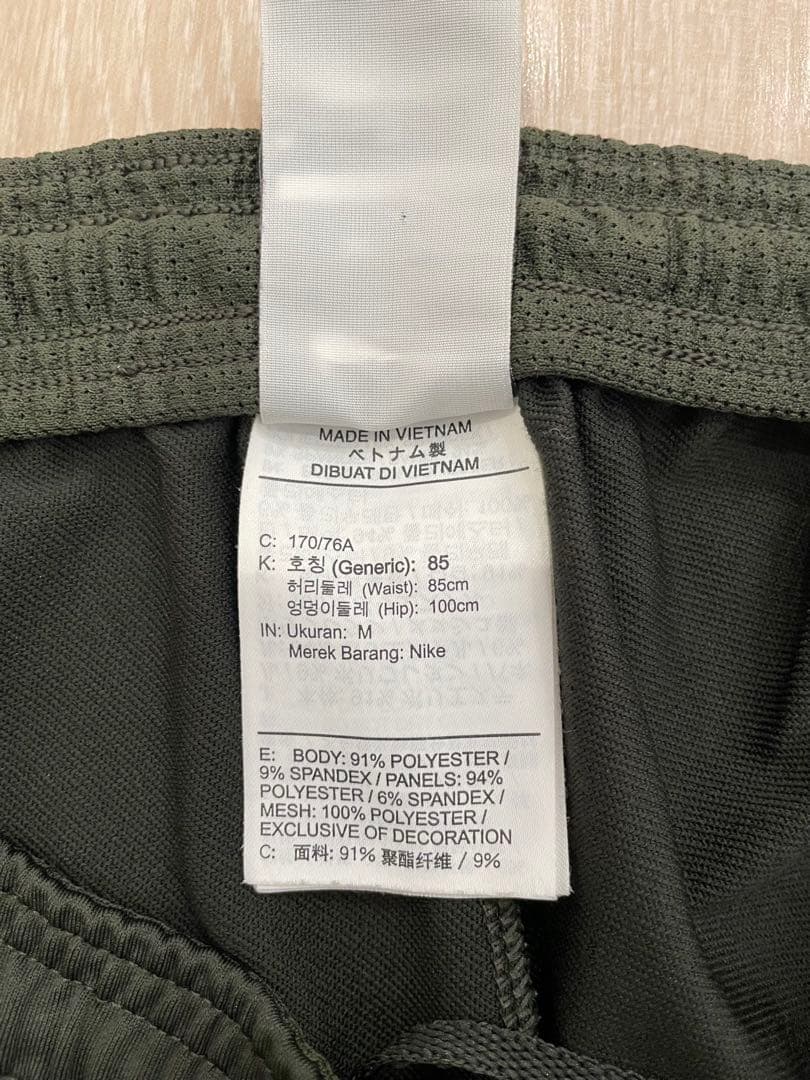 MADE IN VIETNAM
ベトナム製
DIBUAT DI VIETNAM
C: 170/76A
K: 호칭 (Generic): 85
허리둘레 (Waist): 85cm
엉덩이둘레 (Hip): 100cm
IN: Ukuran: M
Merek Barang: Nike
E: BODY: 91% POLYESTER /
9% SPANDEX / PANELS: 94%
POLYESTER / 6% SPANDEX /
MESH: 100% POLYESTER /
EXCLUSIVE OF DECORATION
C: 面料: 91% 聚酯纤维 / 9%